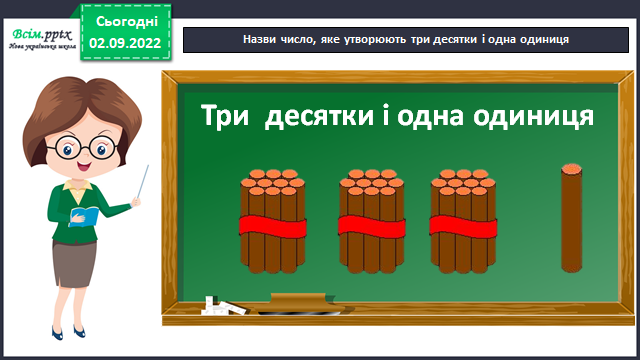 Всім.pptx
Нова українська школа
Сьогодні
02.09.2022
Назви число, яке утворюють три десятки і одна одиниця
Три десятки і одна одиниця